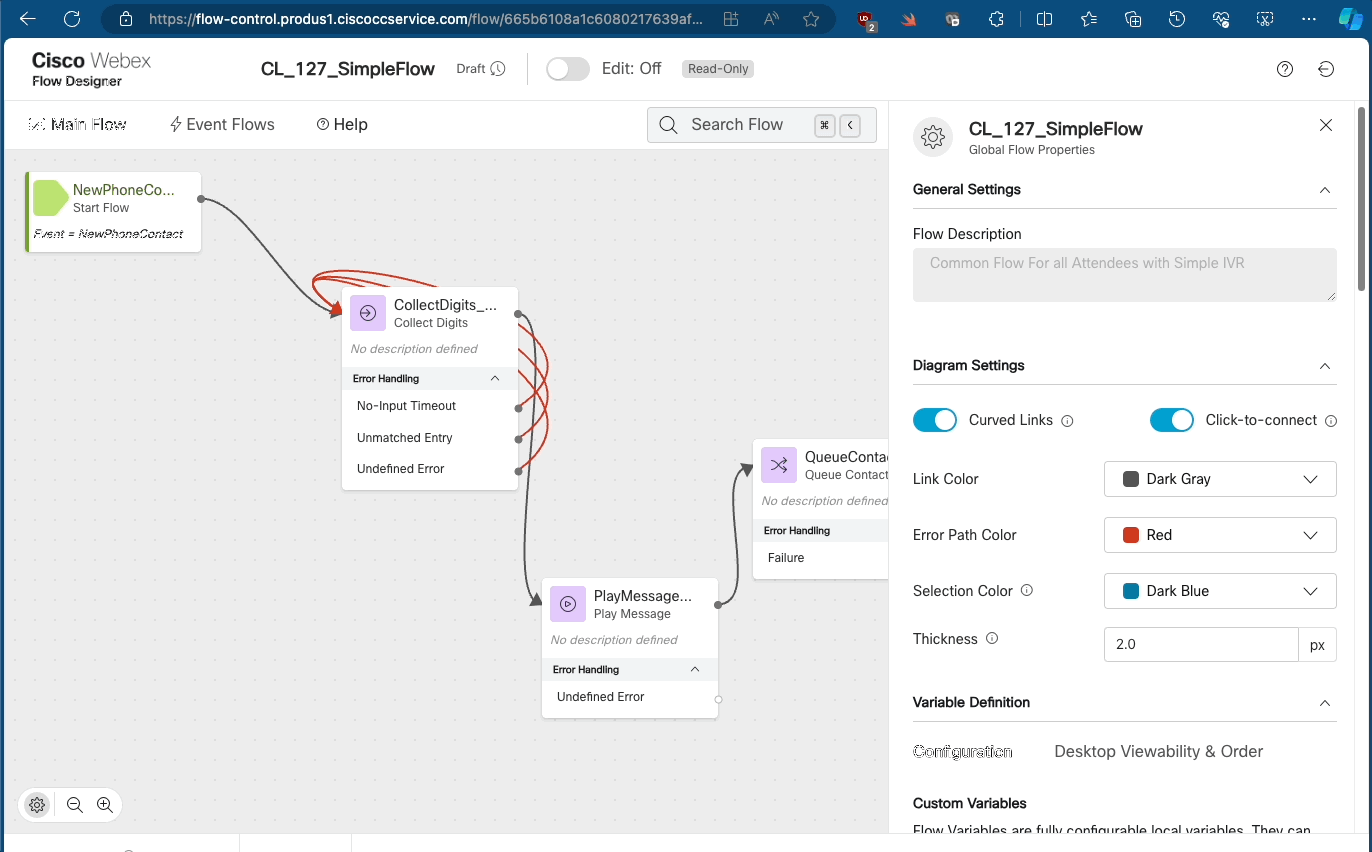 https://flow-control.produs1.ciscoccservice.com/flow/665b6108a1c6080217639af...
2
Cisco Webex
Flow Designer
CL_127_SimpleFlow
Draft
Edit: Off
Read-Only
Main Flow
Event Flows
Help
Search Flow
⌘ <
NewPhoneCo...
Start Flow
Event = NewPhoneContact
CollectDigits_...
Collect Digits
No description defined
Error Handling
No-Input Timeout
Unmatched Entry
Undefined Error
QueueConta
Queue Contact
No description defined
Error Handling
Failure
PlayMessage...
Play Message
No description defined
Error Handling
Undefined Error
CL_127_SimpleFlow
Global Flow Properties
General Settings
Flow Description
Common Flow For all Attendees with Simple IVR
Diagram Settings
Curved Links
Click-to-connect
Link Color
Dark Gray
Error Path Color
Red
Selection Color
Dark Blue
Thickness
2.0
px
Variable Definition
Configuration
Desktop Viewability & Order
Custom Variables
Flow Variables are fully configurable local variables. They can